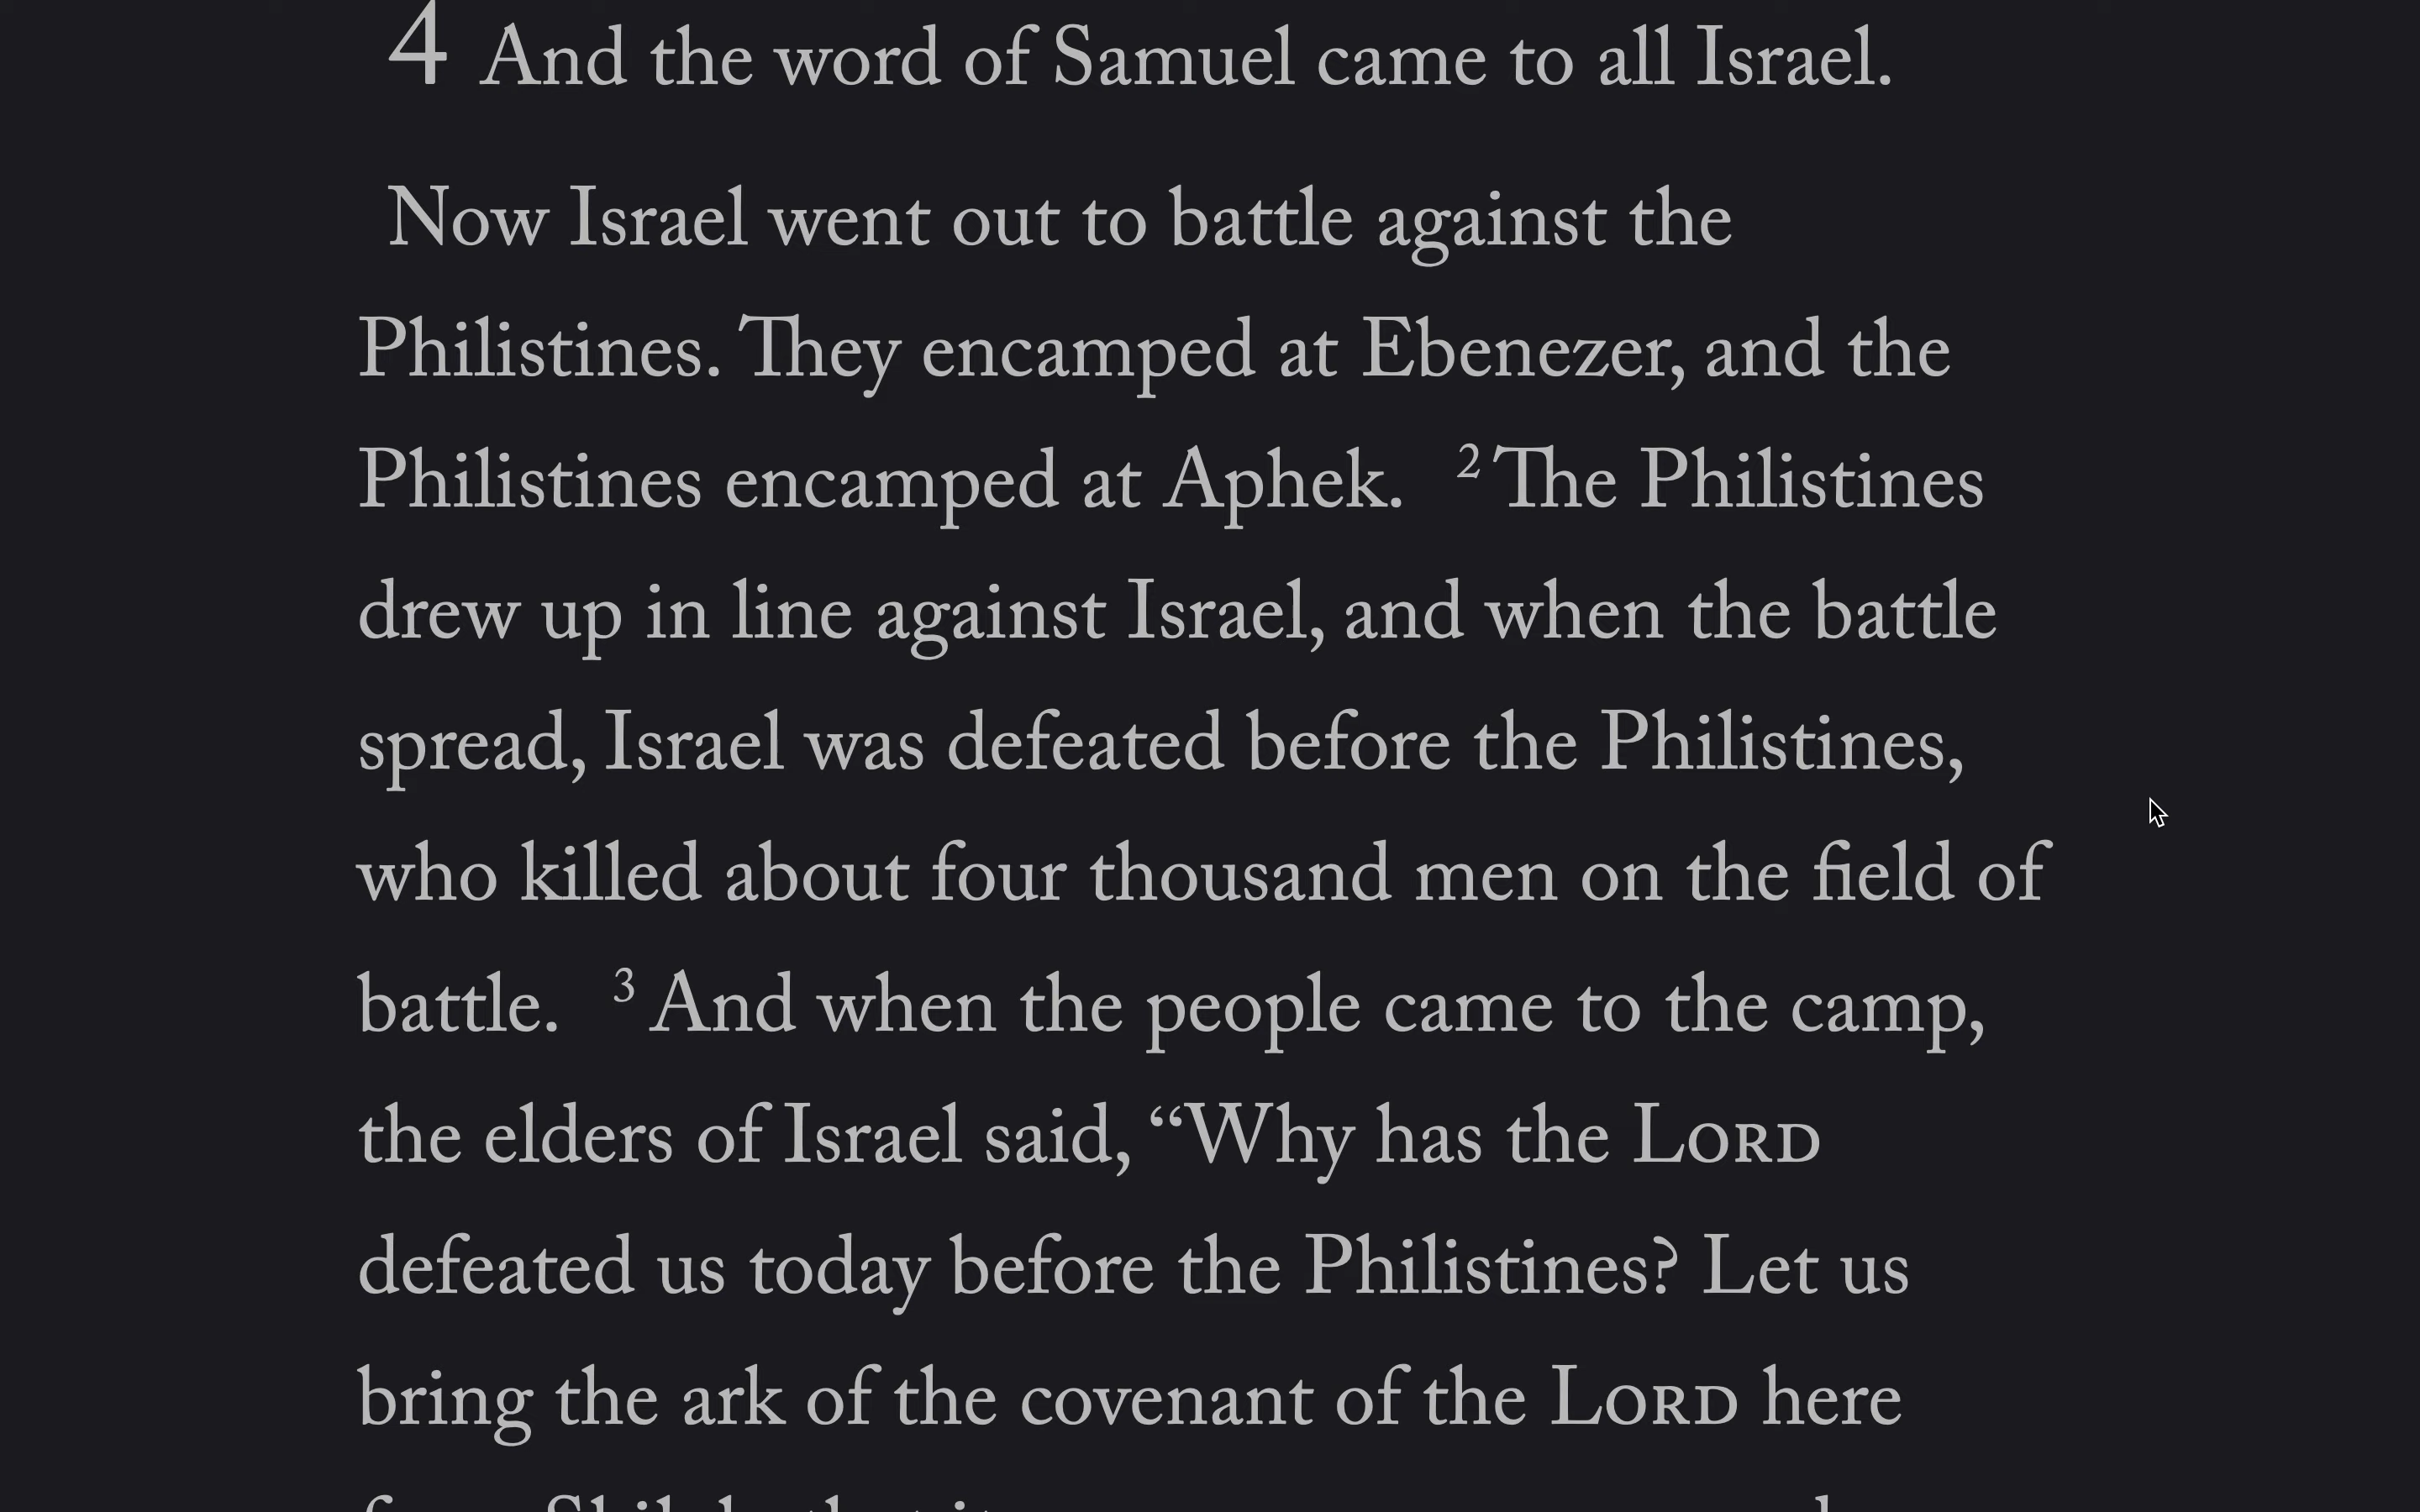 4 And the word of Samuel came to all Israel.
Now Israel went out to battle against the
Philistines. They encamped at Ebenezer, and the
Philistines encamped at Aphek. 2 The Philistines
drew up in line against Israel, and when the battle
spread, Israel was defeated before the Philistines,
who killed about four thousand men on the field of
battle. 3 And when the people came to the camp,
the elders of Israel said, “Why has the LORD
defeated us today before the Philistines? Let us
bring the ark of the covenant of the LORD here